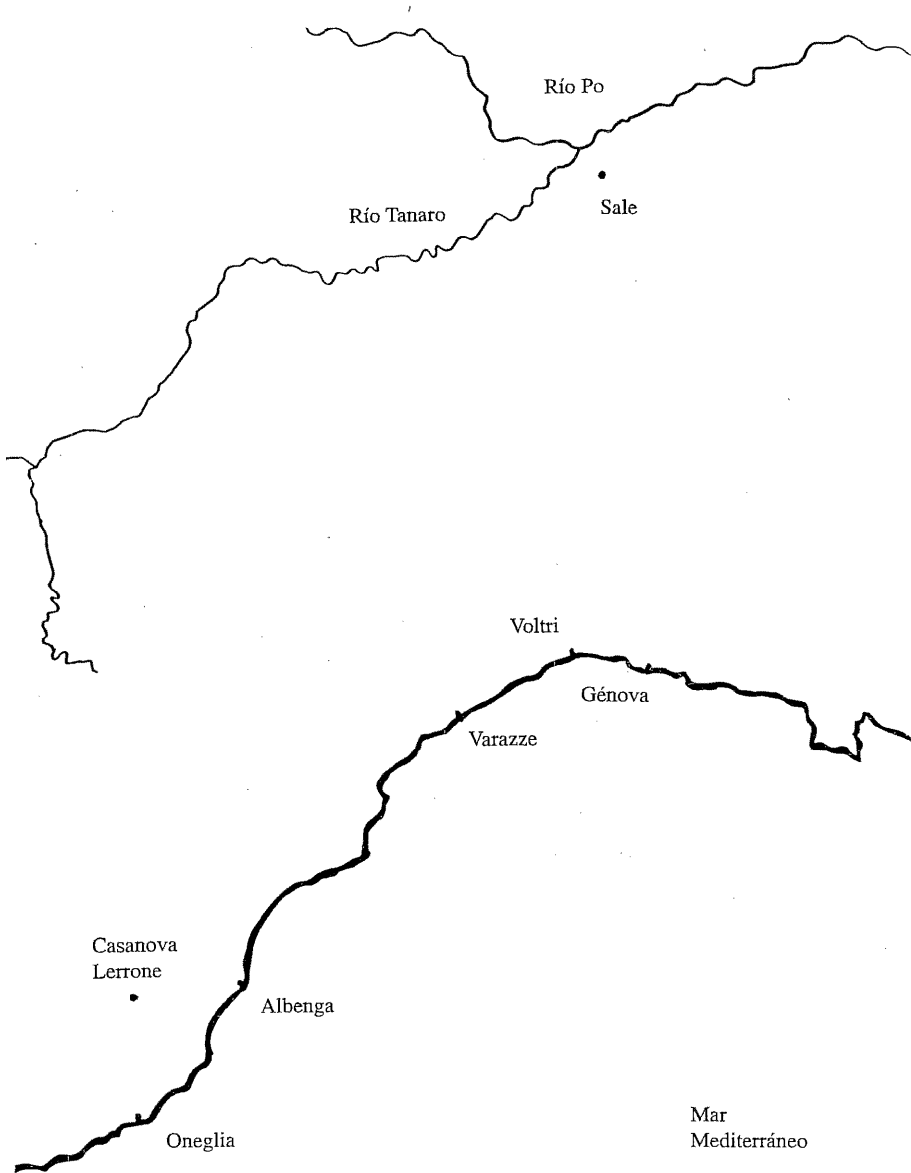 Río Po
Sale
Río Tanaro
Voltri
Génova
Varazze
Casanova
Lerrone
Albenga
Oneglia
Mar
Mediterráneo